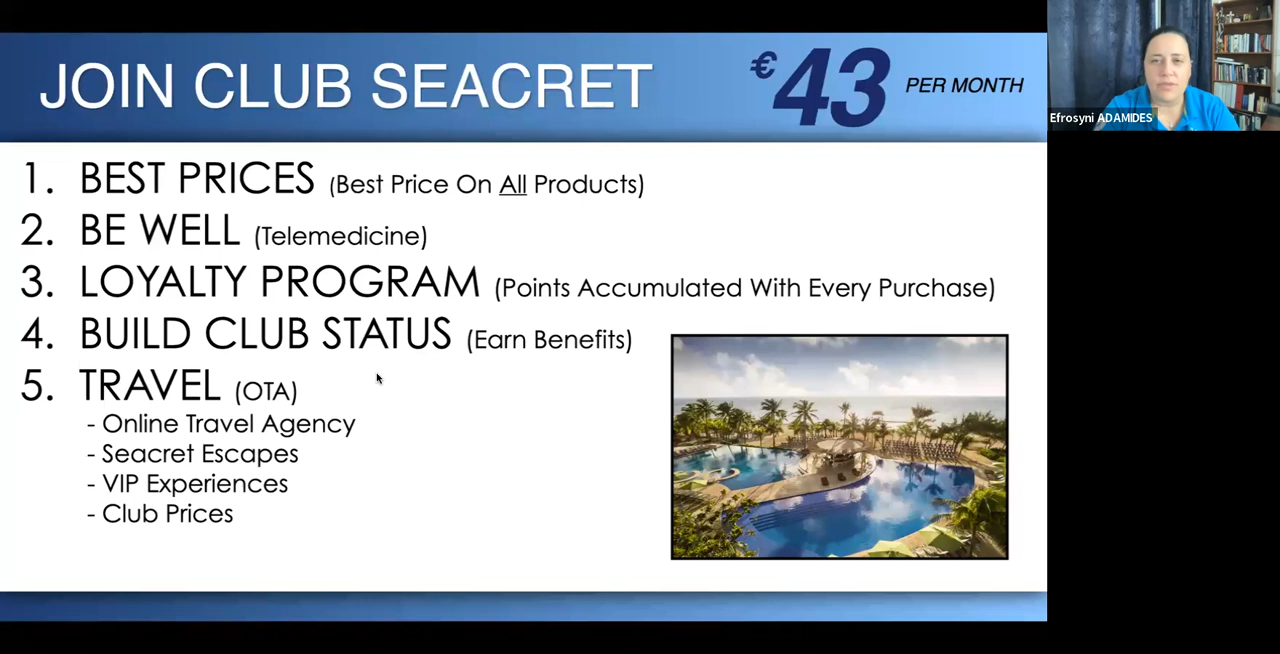 JOIN CLUB SEACRET
€43 PER MONTH
Efrosyni ADAMIDES
1. BEST PRICES (Best Price On All Products)
2. BE WELL (Telemedicine)
3. LOYALTY PROGRAM (Points Accumulated With Every Purchase)
4. BUILD CLUB STATUS (Earn Benefits)
5. TRAVEL (OTA)
- Online Travel Agency
- Seacret Escapes
- VIP Experiences
- Club Prices